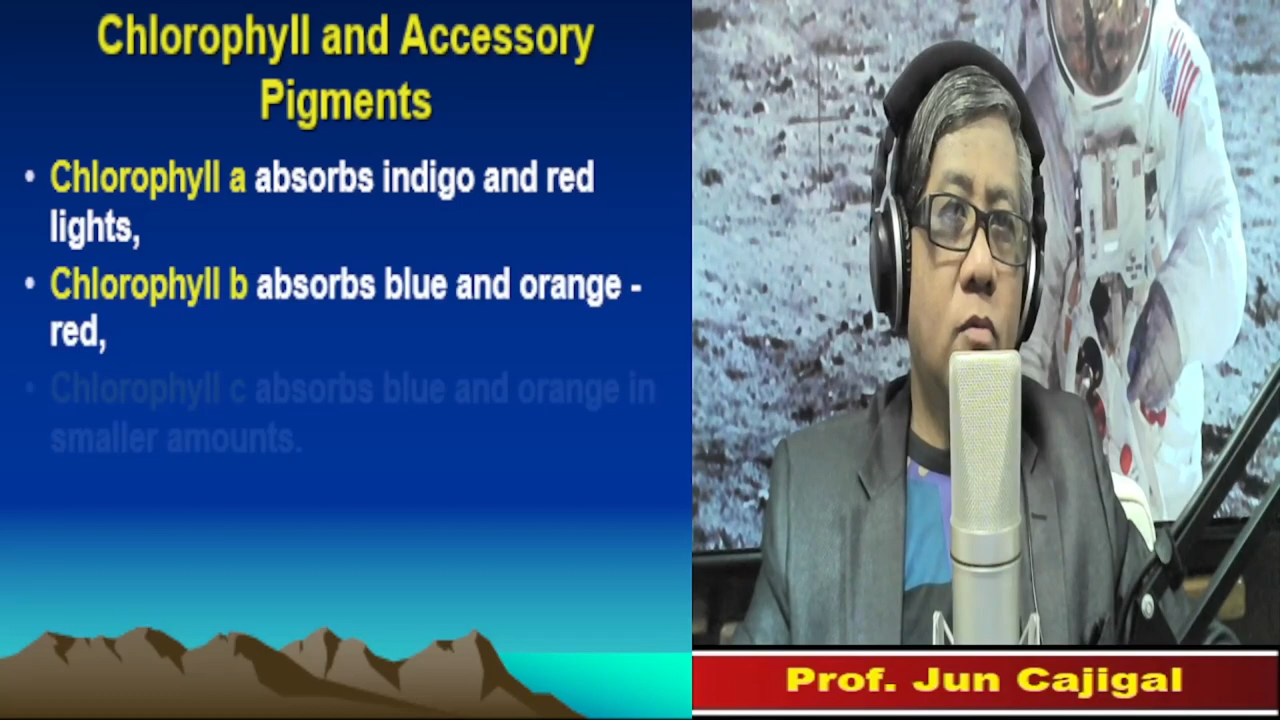 Chlorophyll and Accessory
Pigments
• Chlorophyll a absorbs indigo and red
lights,
• Chlorophyll b absorbs blue and orange -
red,
• Chlorophyll c absorbs blue and orange in
smaller amounts.
Prof. Jun Cajigal